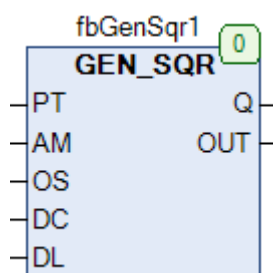 fbGenSqr1
0
GEN_SQR
PT Q
AM OUT
OS
DC
DL